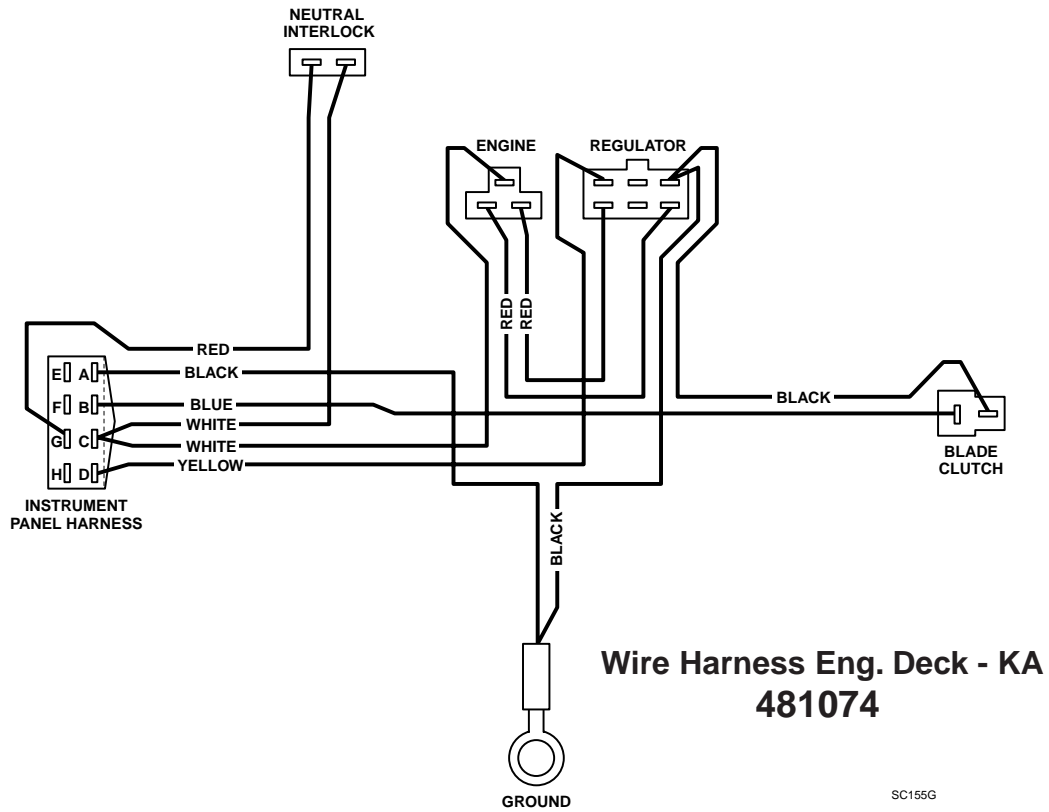 NEUTRAL
INTERLOCK
ENGINE
REGULATOR
RED
RED
RED
E A
BLACK
F B
BLUE
BLACK
WHITE
G C
WHITE
H D
YELLOW
BLADE
CLUTCH
INSTRUMENT
PANEL HARNESS
BLACK
Wire Harness Eng. Deck - KA
481074
GROUND
SC155G